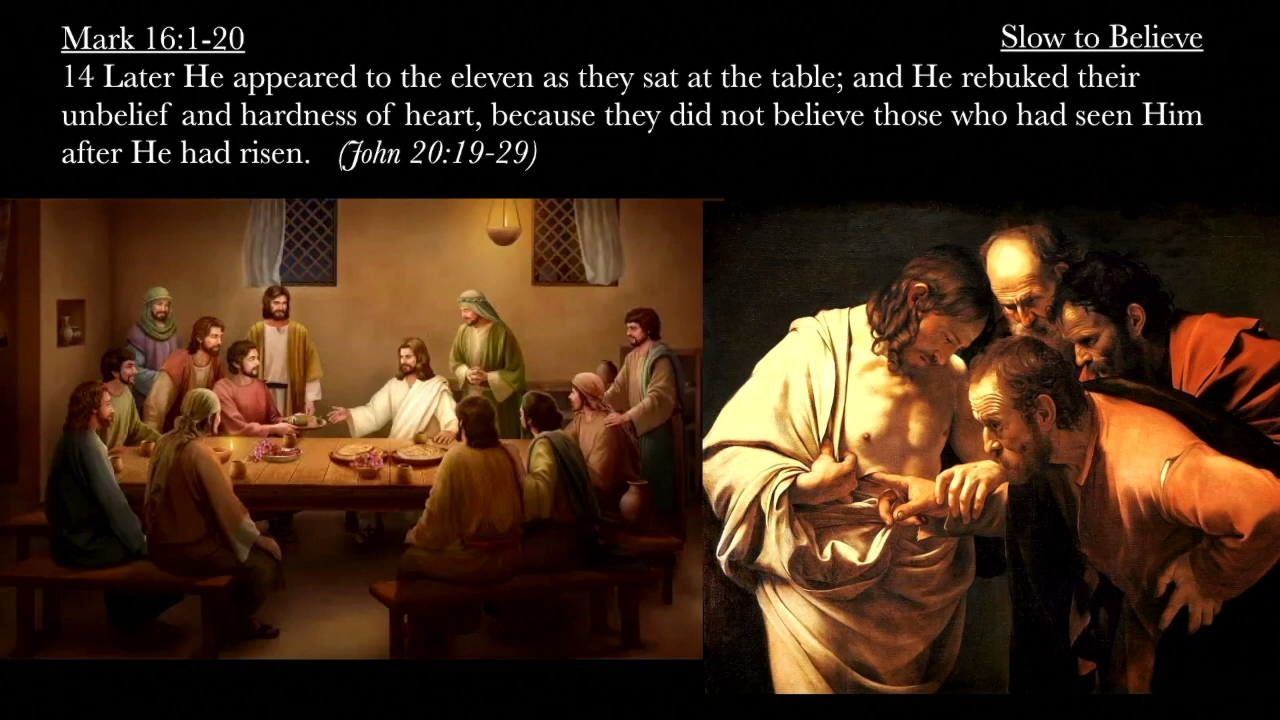 Mark 16:1-20
Slow to Believe
14 Later He appeared to the eleven as they sat at the table; and He rebuked their
unbelief and hardness of heart, because they did not believe those who had seen Him
after He had risen. (John 20:19-29)